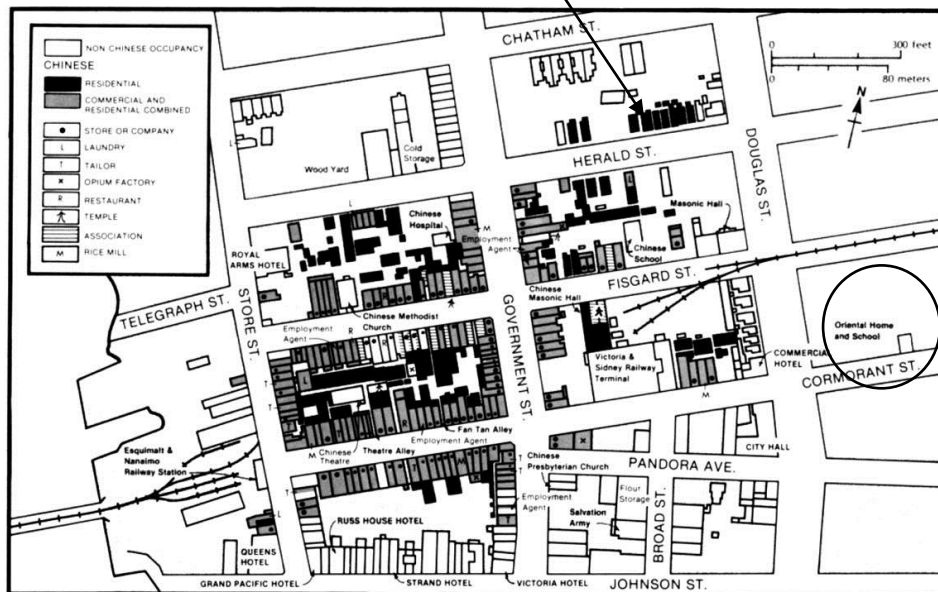 NON CHINESE OCCUPANCY
CHINESE
RESIDENTIAL
COMMERCIAL AND
RESIDENTIAL COMBINED
STORE OR COMPANY
L LAUNDRY
T TAILOR
x OPIUM FACTORY
R RESTAURANT
TEMPLE
ASSOCIATION
M RICE MILL
CHATHAM ST.
0 300 feet
0 80 meters
N
DOUGLAS ST.
HERALD ST.
Wood Yard
Cold
Storage
L
L
Chinese
Hospital
M
Employment
Agent
Masonic Hall
Chinese
School
ROYAL
ARMS HOTEL
FISGARD ST.
Chinese
Masonic Hall
TELEGRAPH ST.
STORE ST.
Chinese Methodist
Church
GOVERNMENT ST.
Employment
Agent
R
R
Oriental Home
and School
Victoria &
Sidney Railway
Terminal
COMMERCIAL
HOTEL
CORMORANT ST.
M
T
T
L
R
Fan Tan Alley
Employment Agent
Theatre Alley
Chinese
Theatre
M
CITY HALL
Esquimalt &
Nanaimo
Railway Station
T
T
M
T
T
Chinese
Presbyterian Church
PANDORA AVE.
Employment
Agent
Flour
Storage
Salvation
Army
BROAD ST.
L
RUSS HOUSE HOTEL
QUEENS
HOTEL
GRAND PACIFIC HOTEL
STRAND HOTEL
VICTORIA HOTEL
JOHNSON ST.